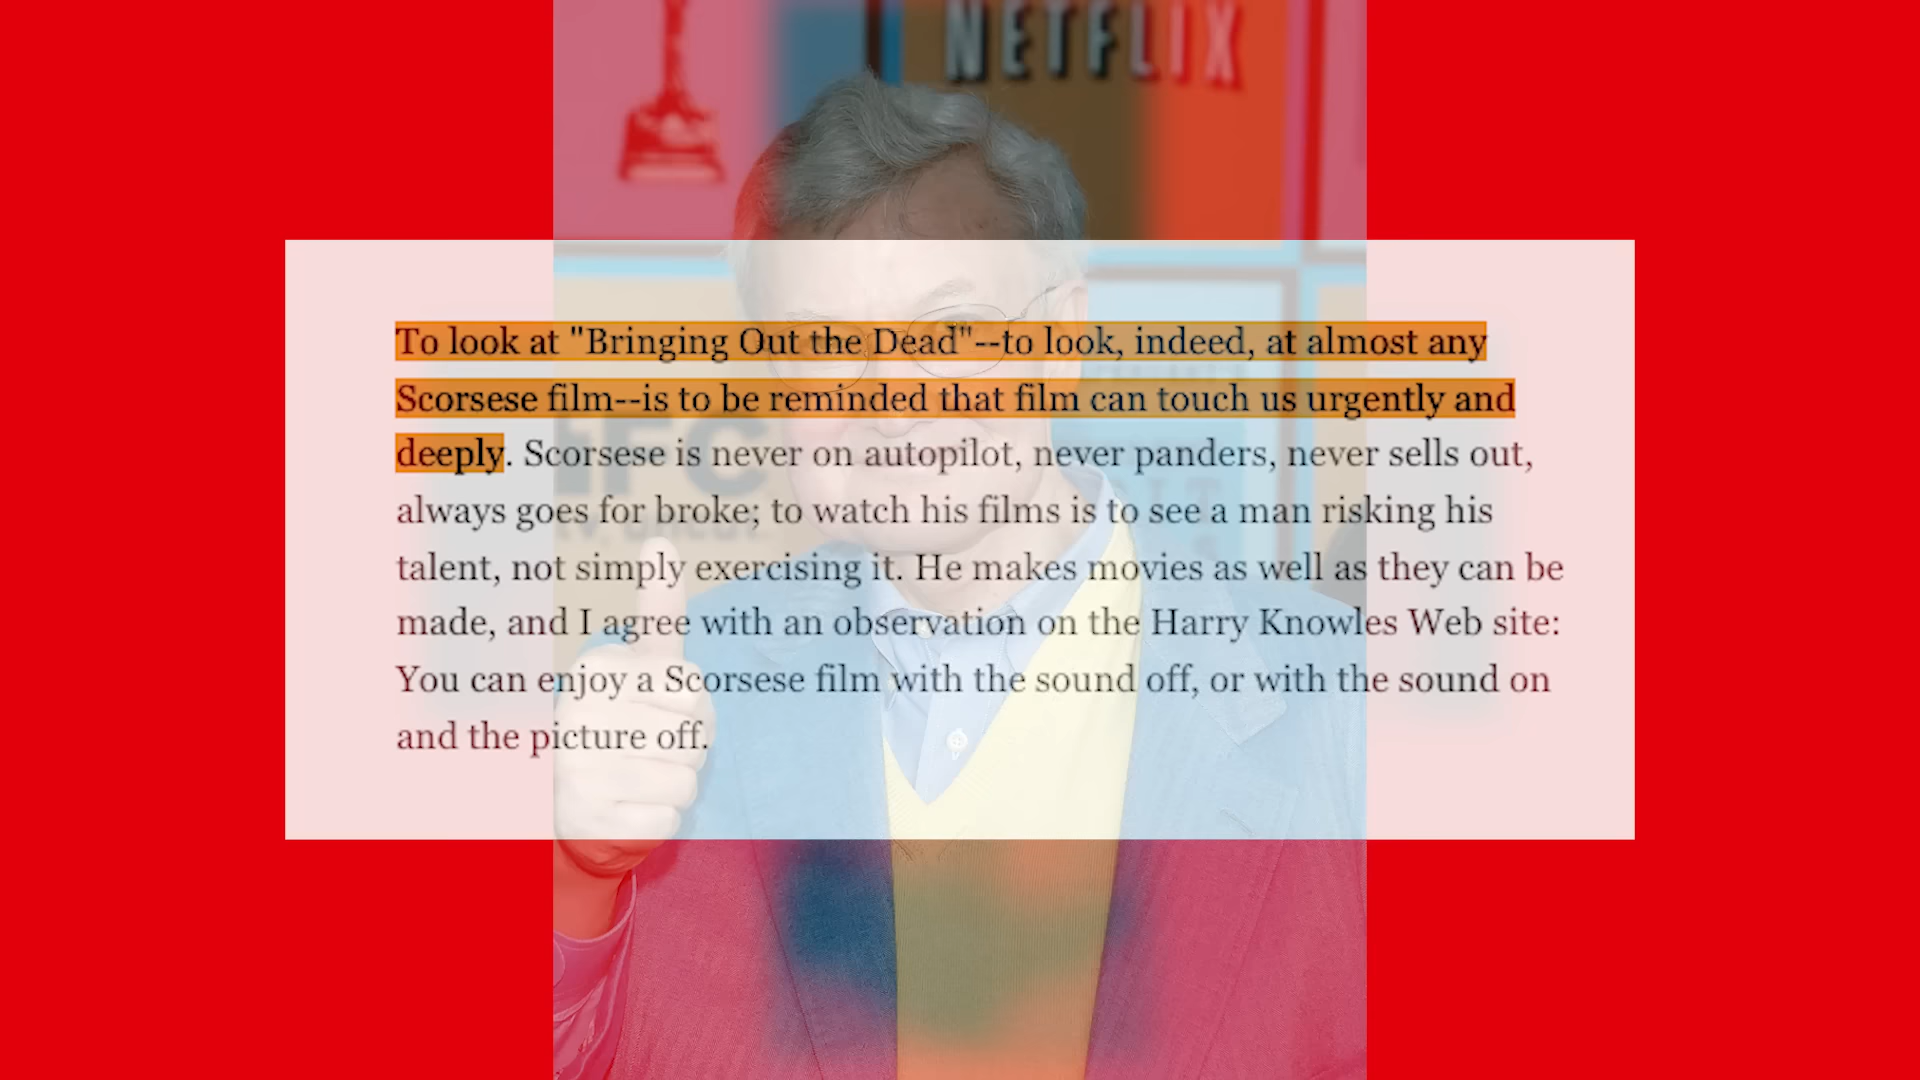 NETFLIX
To look at "Bringing Out the Dead"--to look, indeed, at almost any
Scorsese film--is to be reminded that film can touch us urgently and
deeply. Scorsese is never on autopilot, never panders, never sells out,
always goes for broke; to watch his films is to see a man risking his
talent, not simply exercising it. He makes movies as well as they can be
made, and I agree with an observation on the Harry Knowles Web site:
You can enjoy a Scorsese film with the sound off, or with the sound on
and the picture off.
IFC